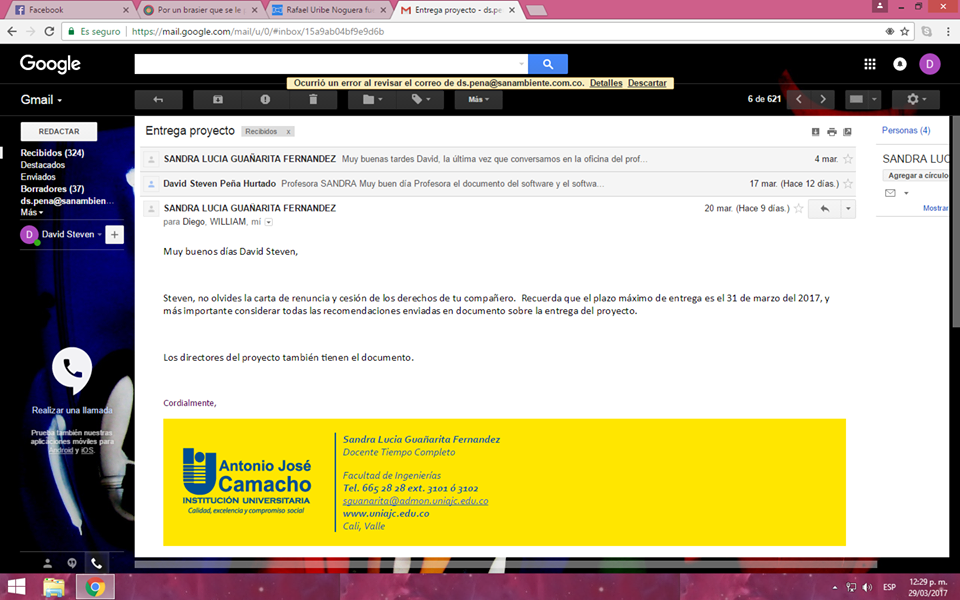 Facebook
Por un brasier que se le
Rafael Uribe Noguera fu
Entrega proyecto - ds.pe
Es seguro
https://mail.google.com/mail/u/0/#inbox/15a9ab04bf9e9d6b
Google
D
Ocurrió un error al revisar el correo de ds.pena@sanambiente.com.co. Detalles Descartar
Gmail
Más
6 de 621
REDACTAR
Entrega proyecto
Recibidos x
Personas (4)
Recibidos (324)
Destacados
Enviados
Borradores (37)
ds.pena@sanambien...
Más
SANDRA LUCIA GUAÑARITA FERNANDEZ Muy buenas tardes David, la última vez que conversamos en la oficina del prof...
4 mar.
SANDRA LUC
Agregar a círculo
David Steven Peña Hurtado Profesora SANDRA Muy buen día Profesora el documento del software y el softwa...
17 mar. (Hace 12 días.)
SANDRA LUCIA GUAÑARITA FERNANDEZ
20 mar. (Hace 9 días.)
Mostrar
para Diego, WILLIAM, mí
D David Steven
+
Muy buenos días David Steven,
Steven, no olvides la carta de renuncia y cesión de los derechos de tu compañero. Recuerda que el plazo máximo de entrega es el 31 de marzo del 2017, y
más importante considerar todas las recomendaciones enviadas en documento sobre la entrega del proyecto.
Los directores del proyecto también tienen el documento.
Realizar una llamada
Prueba también nuestras
aplicaciones móviles para
Android y iOS.
Cordialmente,
Antonio José
Camacho
INSTITUCIÓN UNIVERSITARIA
Calidad, excelencia y compromiso social
Sandra Lucia Guañarita Fernandez
Docente Tiempo Completo
Facultad de Ingenierías
Tel. 665 28 28 ext. 3101 ó 3102
sguanarita@admon.uniajc.edu.co
www.uniajc.edu.co
Cali, Valle
ESP
12:29 p. m.
29/03/2017